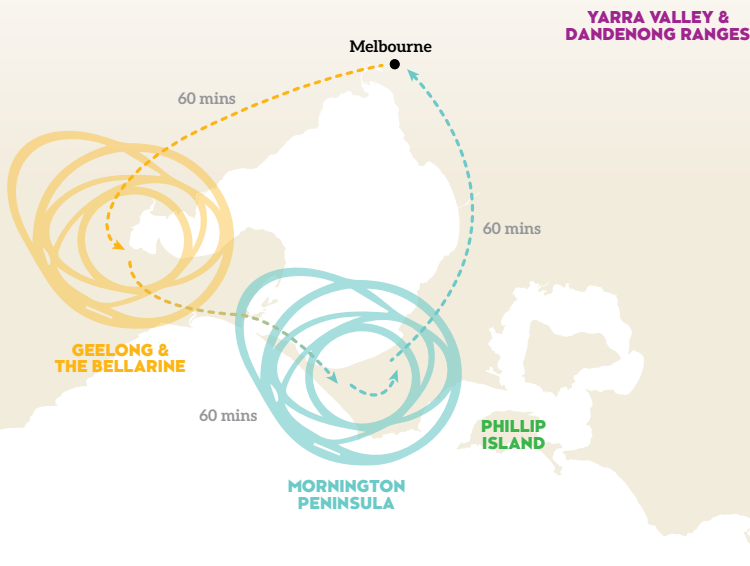 YARRA VALLEY &
DANDENONG RANGES
Melbourne
60 mins
60 mins
GEELONG &
THE BELLARINE
60 mins
PHILLIP
ISLAND
MORNINGTON
PENINSULA